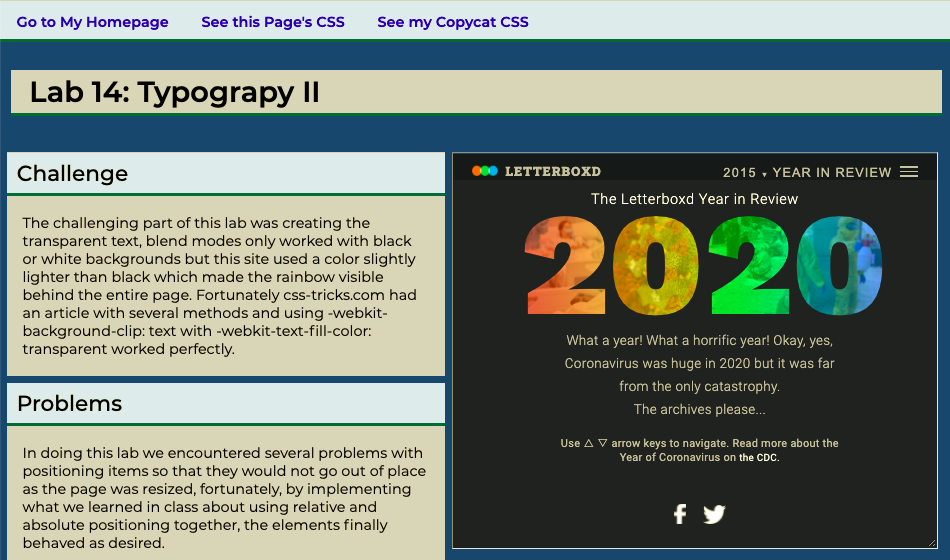 Go to My Homepage See this Page's CSS See my Copycat CSS
Lab 14: Typograpy II
Challenge
The challenging part of this lab was creating the
transparent text, blend modes only worked with black
or white backgrounds but this site used a color slightly
lighter than black which made the rainbow visible
behind the entire page. Fortunately css-tricks.com had
an article with several methods and using -webkit-
background-clip: text with -webkit-text-fill-color:
transparent worked perfectly.
Problems
In doing this lab we encountered several problems with
positioning items so that they would not go out of place
as the page was resized, fortunately, by implementing
what we learned in class about using relative and
absolute positioning together, the elements finally
behaved as desired.
LETTERBOXD 2015 ▼ YEAR IN REVIEW
The Letterboxd Year in Review
2020
What a year! What a horrific year! Okay, yes,
Coronavirus was huge in 2020 but it was far
from the only catastrophy.
The archives please...
Use △ ▽ arrow keys to navigate. Read more about the
Year of Coronavirus on the CDC.